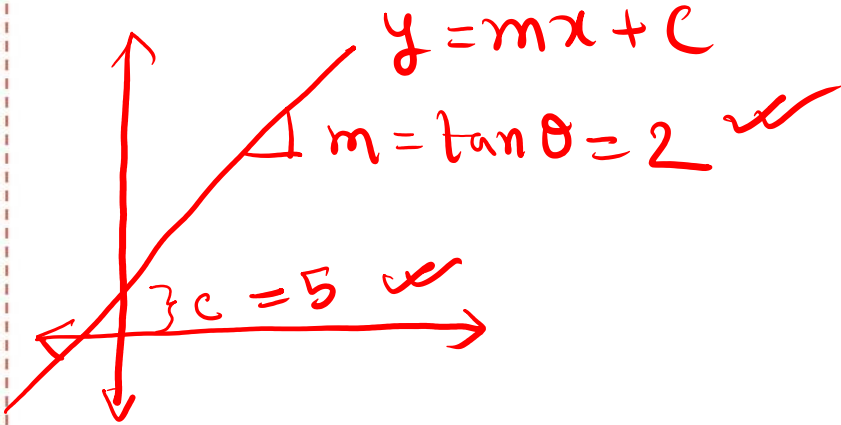 y = mx + c
m = tan θ = 2
c = 5